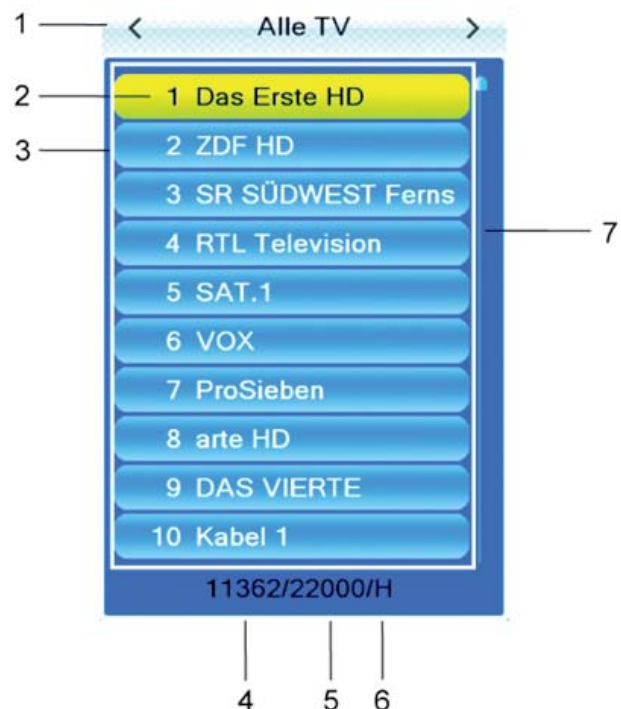 1 < Alle TV >
2 1 Das Erste HD
3 2 ZDF HD
3 SR SÜDWEST Ferns
4 RTL Television 7
5 SAT.1
6 VOX
7 ProSieben
8 arte HD
9 DAS VIERTE
10 Kabel 1
11362/22000/H
4 5 6